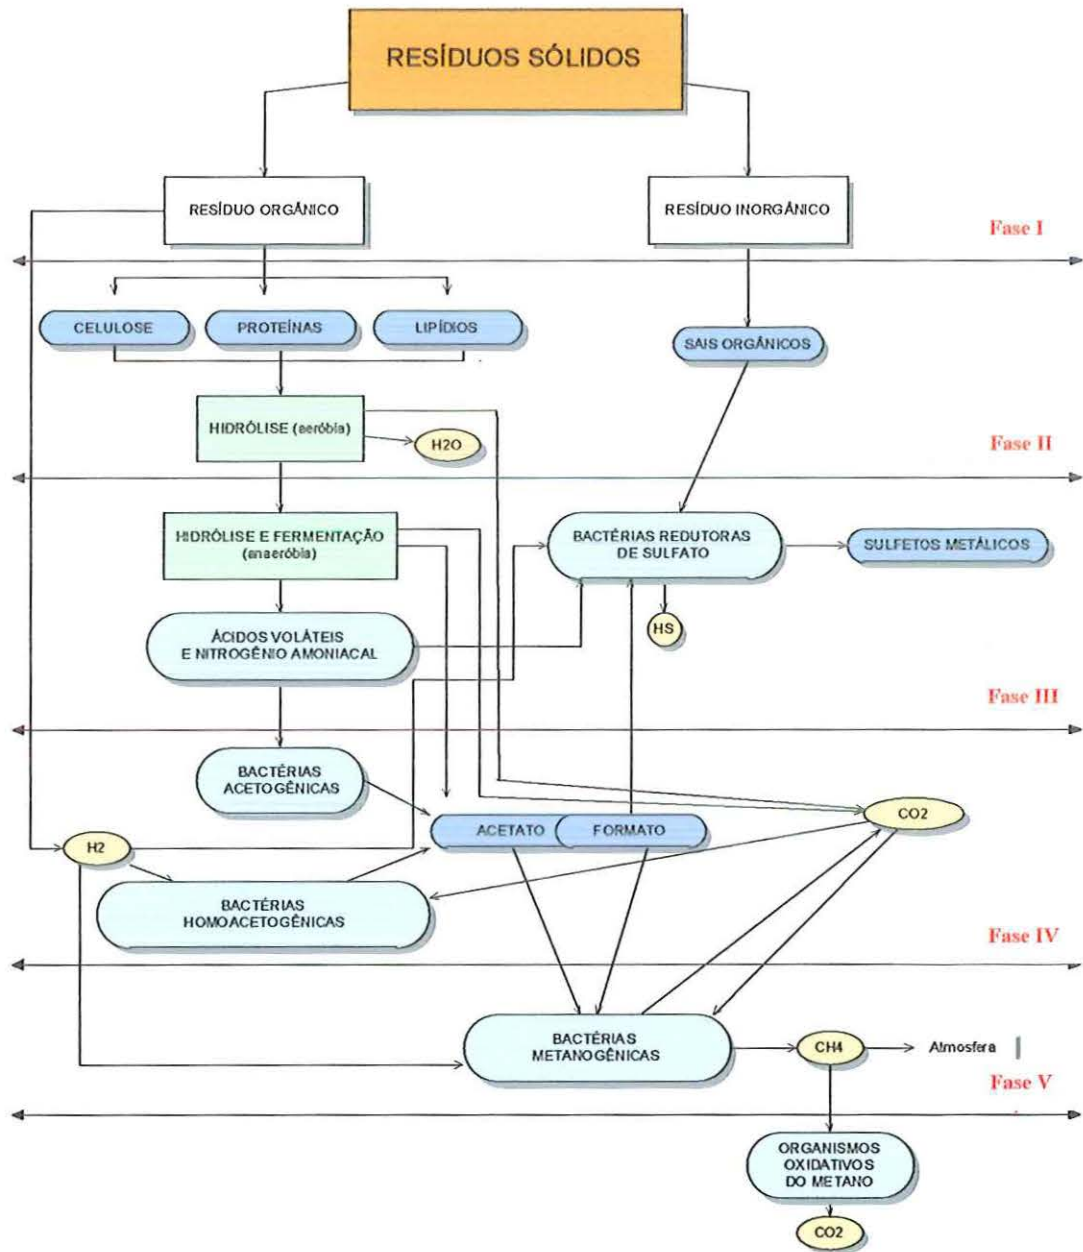 RESÍDUOS SÓLIDOS
RESÍDUO ORGÂNICO
RESÍDUO INORGÂNICO
Fase I
CELULOSE
PROTEÍNAS
LIPÍDIOS
SAIS ORGÂNICOS
HIDRÓLISE (aeróbia)
H2O
Fase II
HIDRÓLISE E FERMENTAÇÃO
(anaeróbia)
BACTÉRIAS REDUTORAS
DE SULFATO
SULFETOS METÁLICOS
HS
ÁCIDOS VOLÁTEIS
E NITROGÊNIO AMONIACAL
Fase III
BACTÉRIAS
ACETOGÊNICAS
ACETATO
FORMATO
CO2
H2
BACTÉRIAS
HOMOACETOGÊNICAS
Fase IV
BACTÉRIAS
METANOGÊNICAS
CH4
Atmosfera
Fase V
ORGANISMOS
OXIDATIVOS
DO METANO
CO2